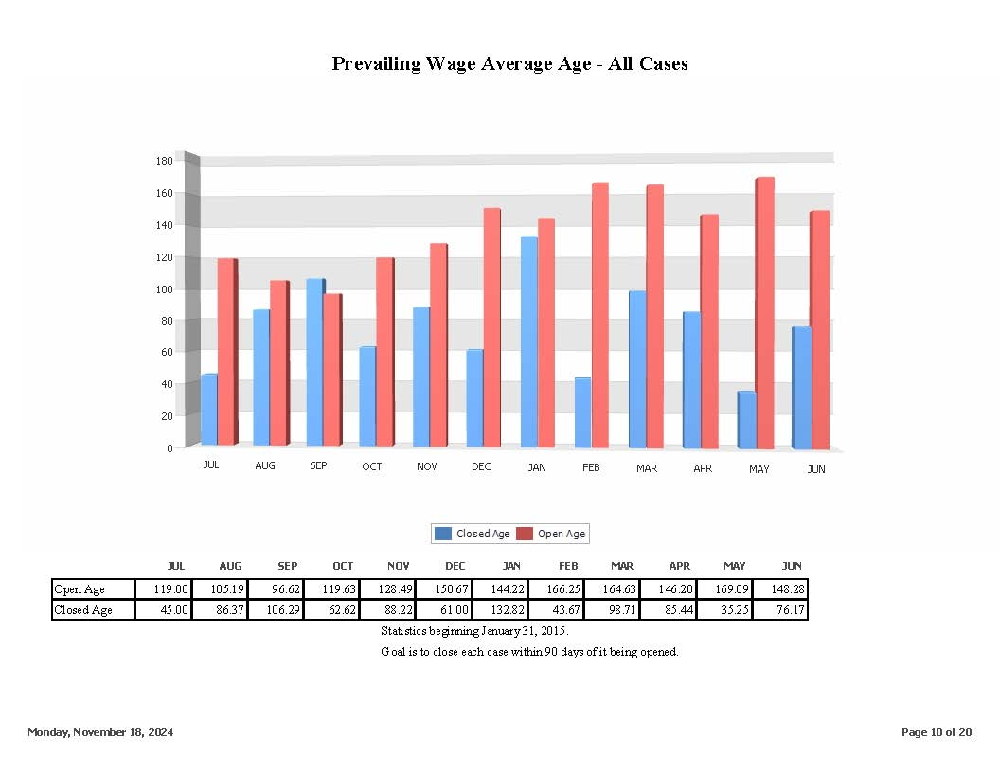 Prevailing Wage Average Age - All Cases
180
160
140
120
100
80
60
40
20
0
JUL AUG SEP OCT NOV DEC JAN FEB MAR APR MAY JUN
Closed Age Open Age
JUL AUG SEP OCT NOV DEC JAN FEB MAR APR MAY JUN
Open Age 119.00 105.19 96.62 119.63 128.49 150.67 144.22 166.25 164.63 146.20 169.09 148.28
Closed Age 45.00 86.37 106.29 62.62 88.22 61.00 132.82 43.67 98.71 85.44 35.25 76.17
Statistics beginning January 31, 2015.
Goal is to close each case within 90 days of it being opened.
Monday, November 18, 2024 Page 10 of 20